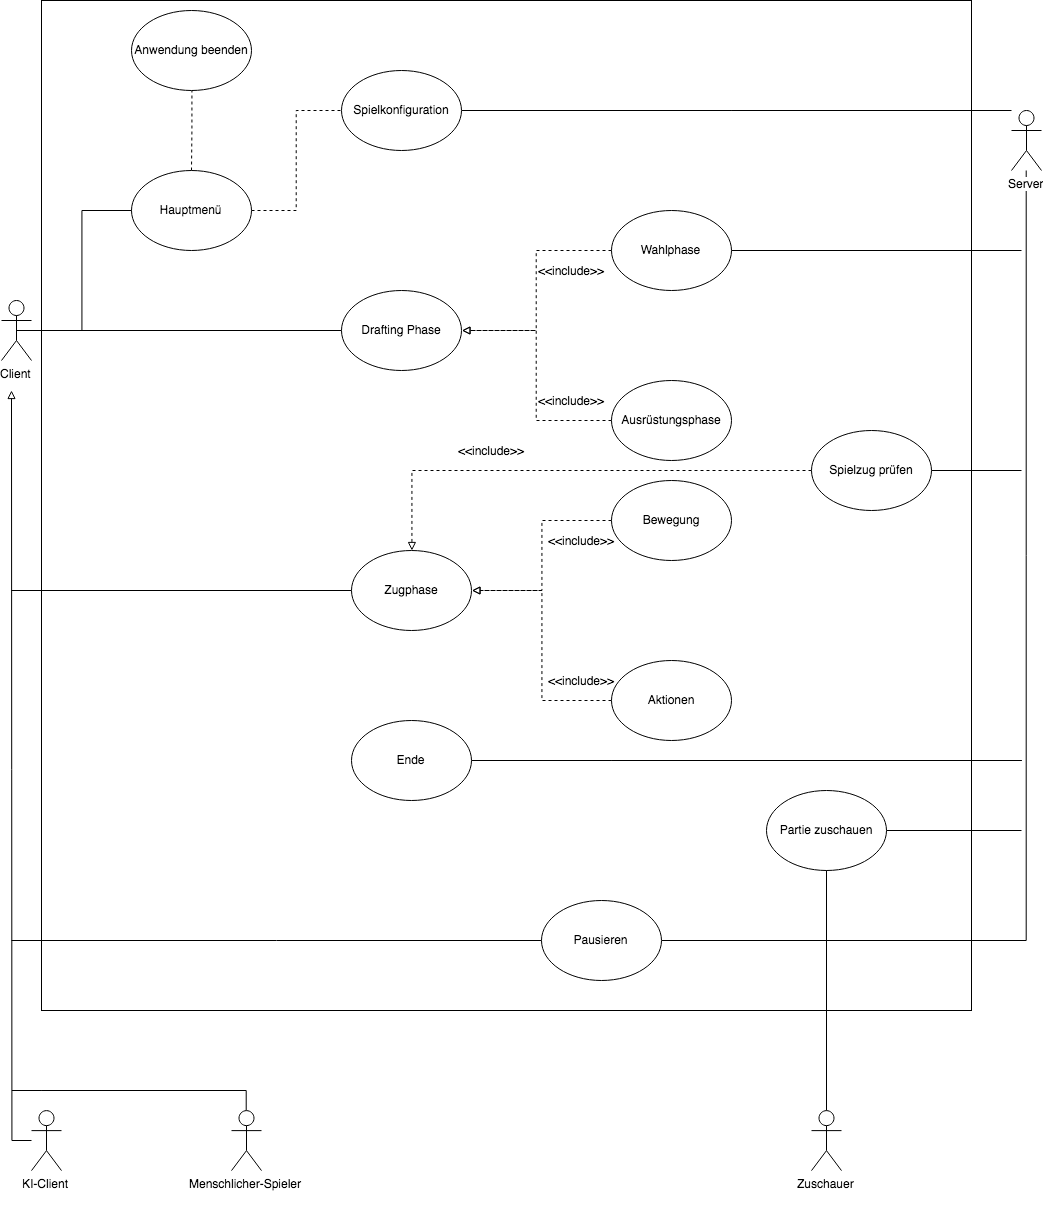 Anwendung beenden
Spielkonfiguration
Server
Hauptmenü
Wahlphase
<<include>>
Drafting Phase
Client
<<include>>
Ausrüstungsphase
<<include>>
Spielzug prüfen
Bewegung
<<include>>
Zugphase
<<include>>
Aktionen
Ende
Partie zuschauen
Pausieren
KI-Client
Menschlicher-Spieler
Zuschauer